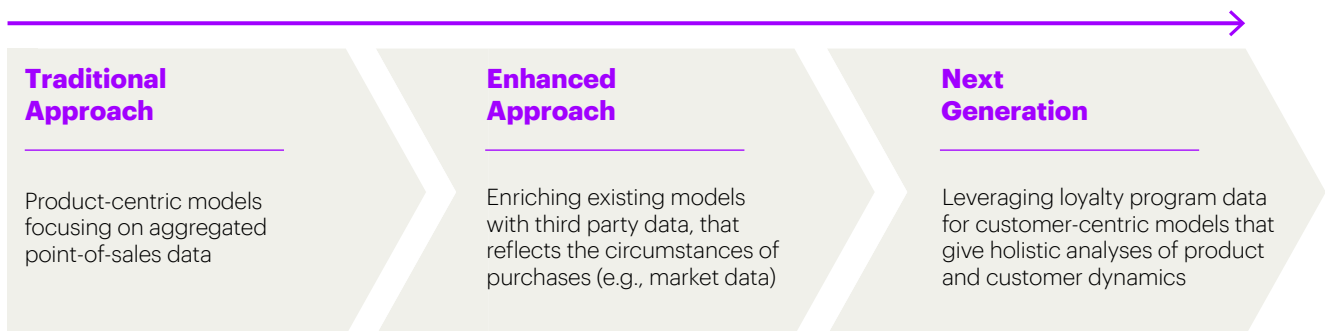 Traditional
Approach
Product-centric models
focusing on aggregated
point-of-sales data
Enhanced
Approach
Enriching existing models
with third party data, that
reflects the circumstances of
purchases (e.g., market data)
Next
Generation
Leveraging loyalty program data
for customer-centric models that
give holistic analyses of product
and customer dynamics